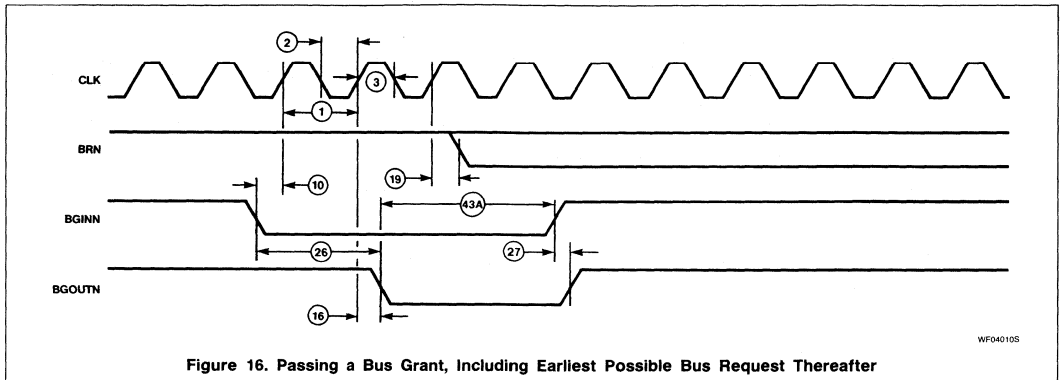 2
CLK
3
1
BRN
10
19
BGINN
43A
26
27
BGOUTN
16
WF04010S
Figure 16. Passing a Bus Grant, Including Earliest Possible Bus Request Thereafter